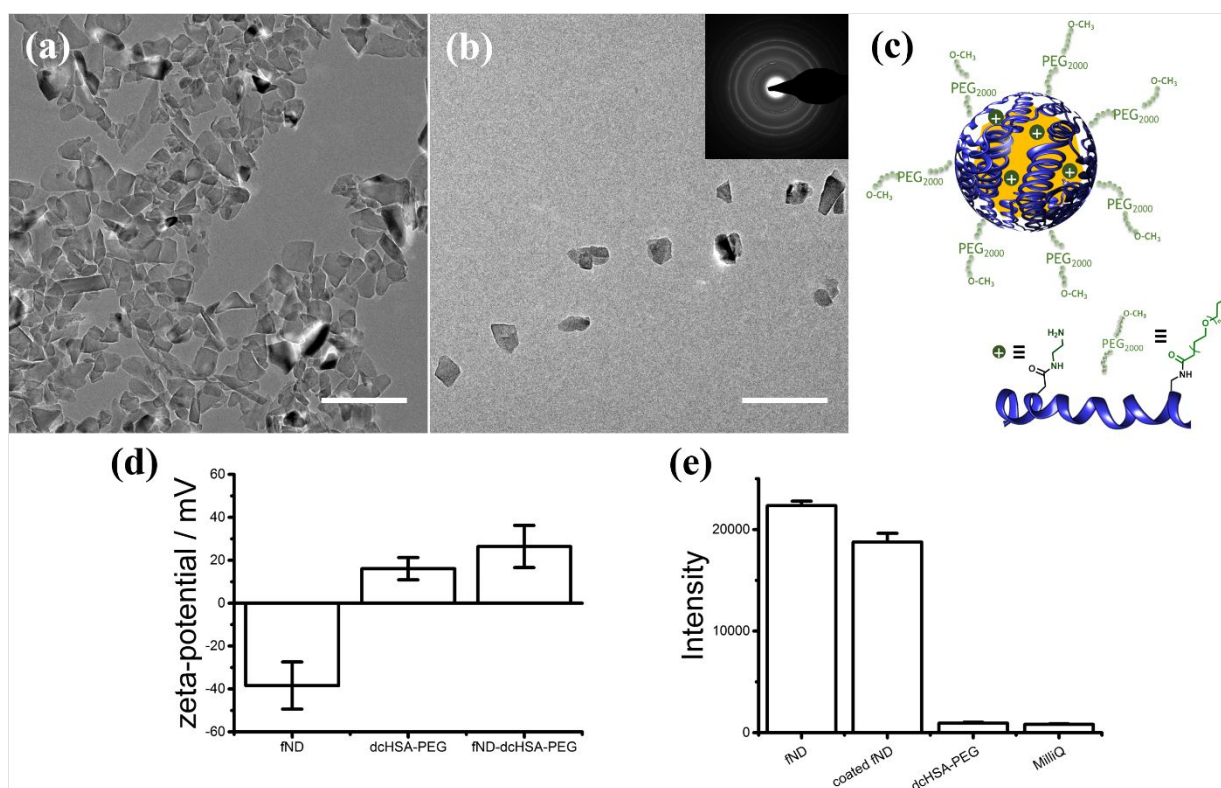 (a)
(b)
(c)
O-CH₃
PEG₂₀₀₀
O-CH₃
PEG₂₀₀₀
O-CH₃
PEG₂₀₀₀
O-CH₃
PEG₂₀₀₀
O-CH₃
PEG₂₀₀₀
O-CH₃
PEG₂₀₀₀
O-CH₃
PEG₂₀₀₀
O-CH₃
PEG₂₀₀₀
+
+
+
+
+
≡
H₂N
NH
O
O-CH₃
PEG₂₀₀₀
≡
O
O
NH
(d)
zeta-potential / mV
60
40
20
0
-20
-40
-60
fND
dcHSA-PEG
fND-dcHSA-PEG
(e)
Intensity
20000
10000
0
fND
coated fND
dcHSA-PEG
MilliQ